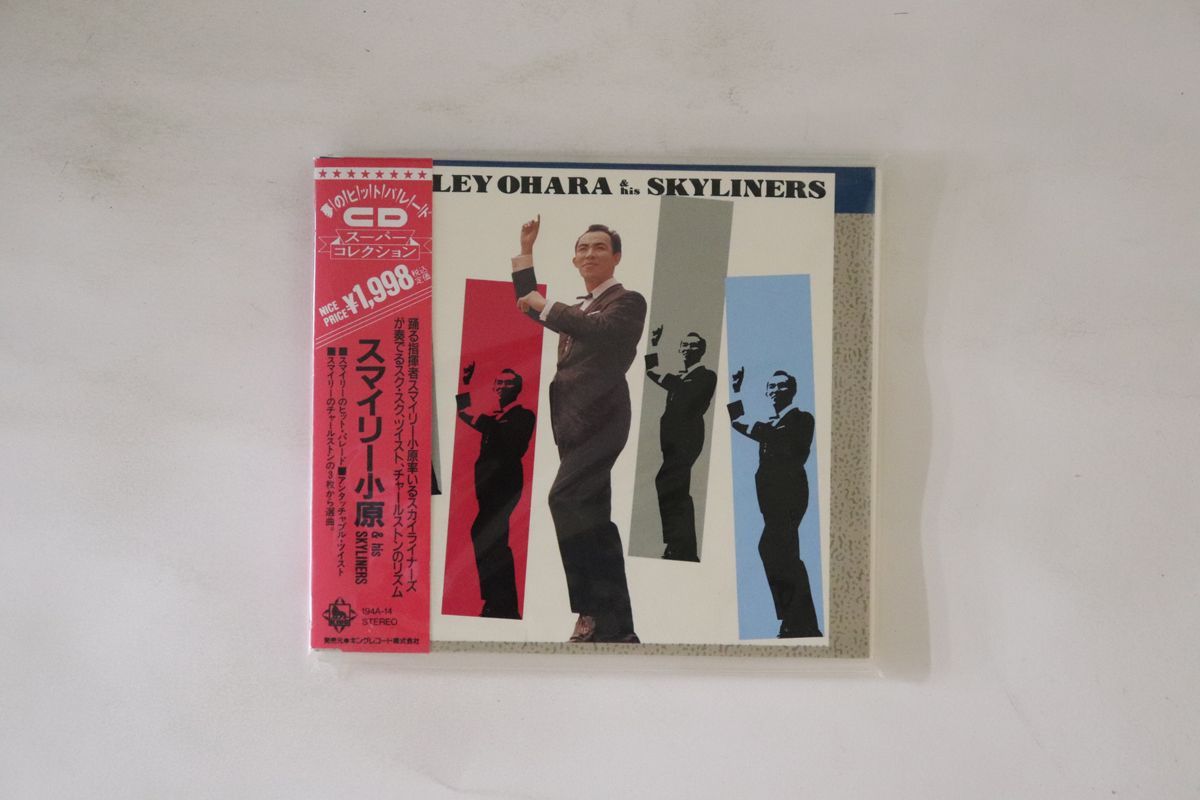 夢のヒットパレード
CD
スーパー
コレクション
NICE
PRICE ¥1,998 税込定価
踊る指揮者スマイリー小原率いるスカイライナーズ
が奏でるスク・スク、ツイスト、チャールストンのリズム
スマイリー小原 & his SKYLINERS
■スマイリーのヒット・パレード■アンタッチャブル・ツイスト
■スマイリーのチャールストンの3枚から選曲。
KING
194A-14
STEREO
発売元●キングレコード株式会社
LEY OHARA & his SKYLINERS